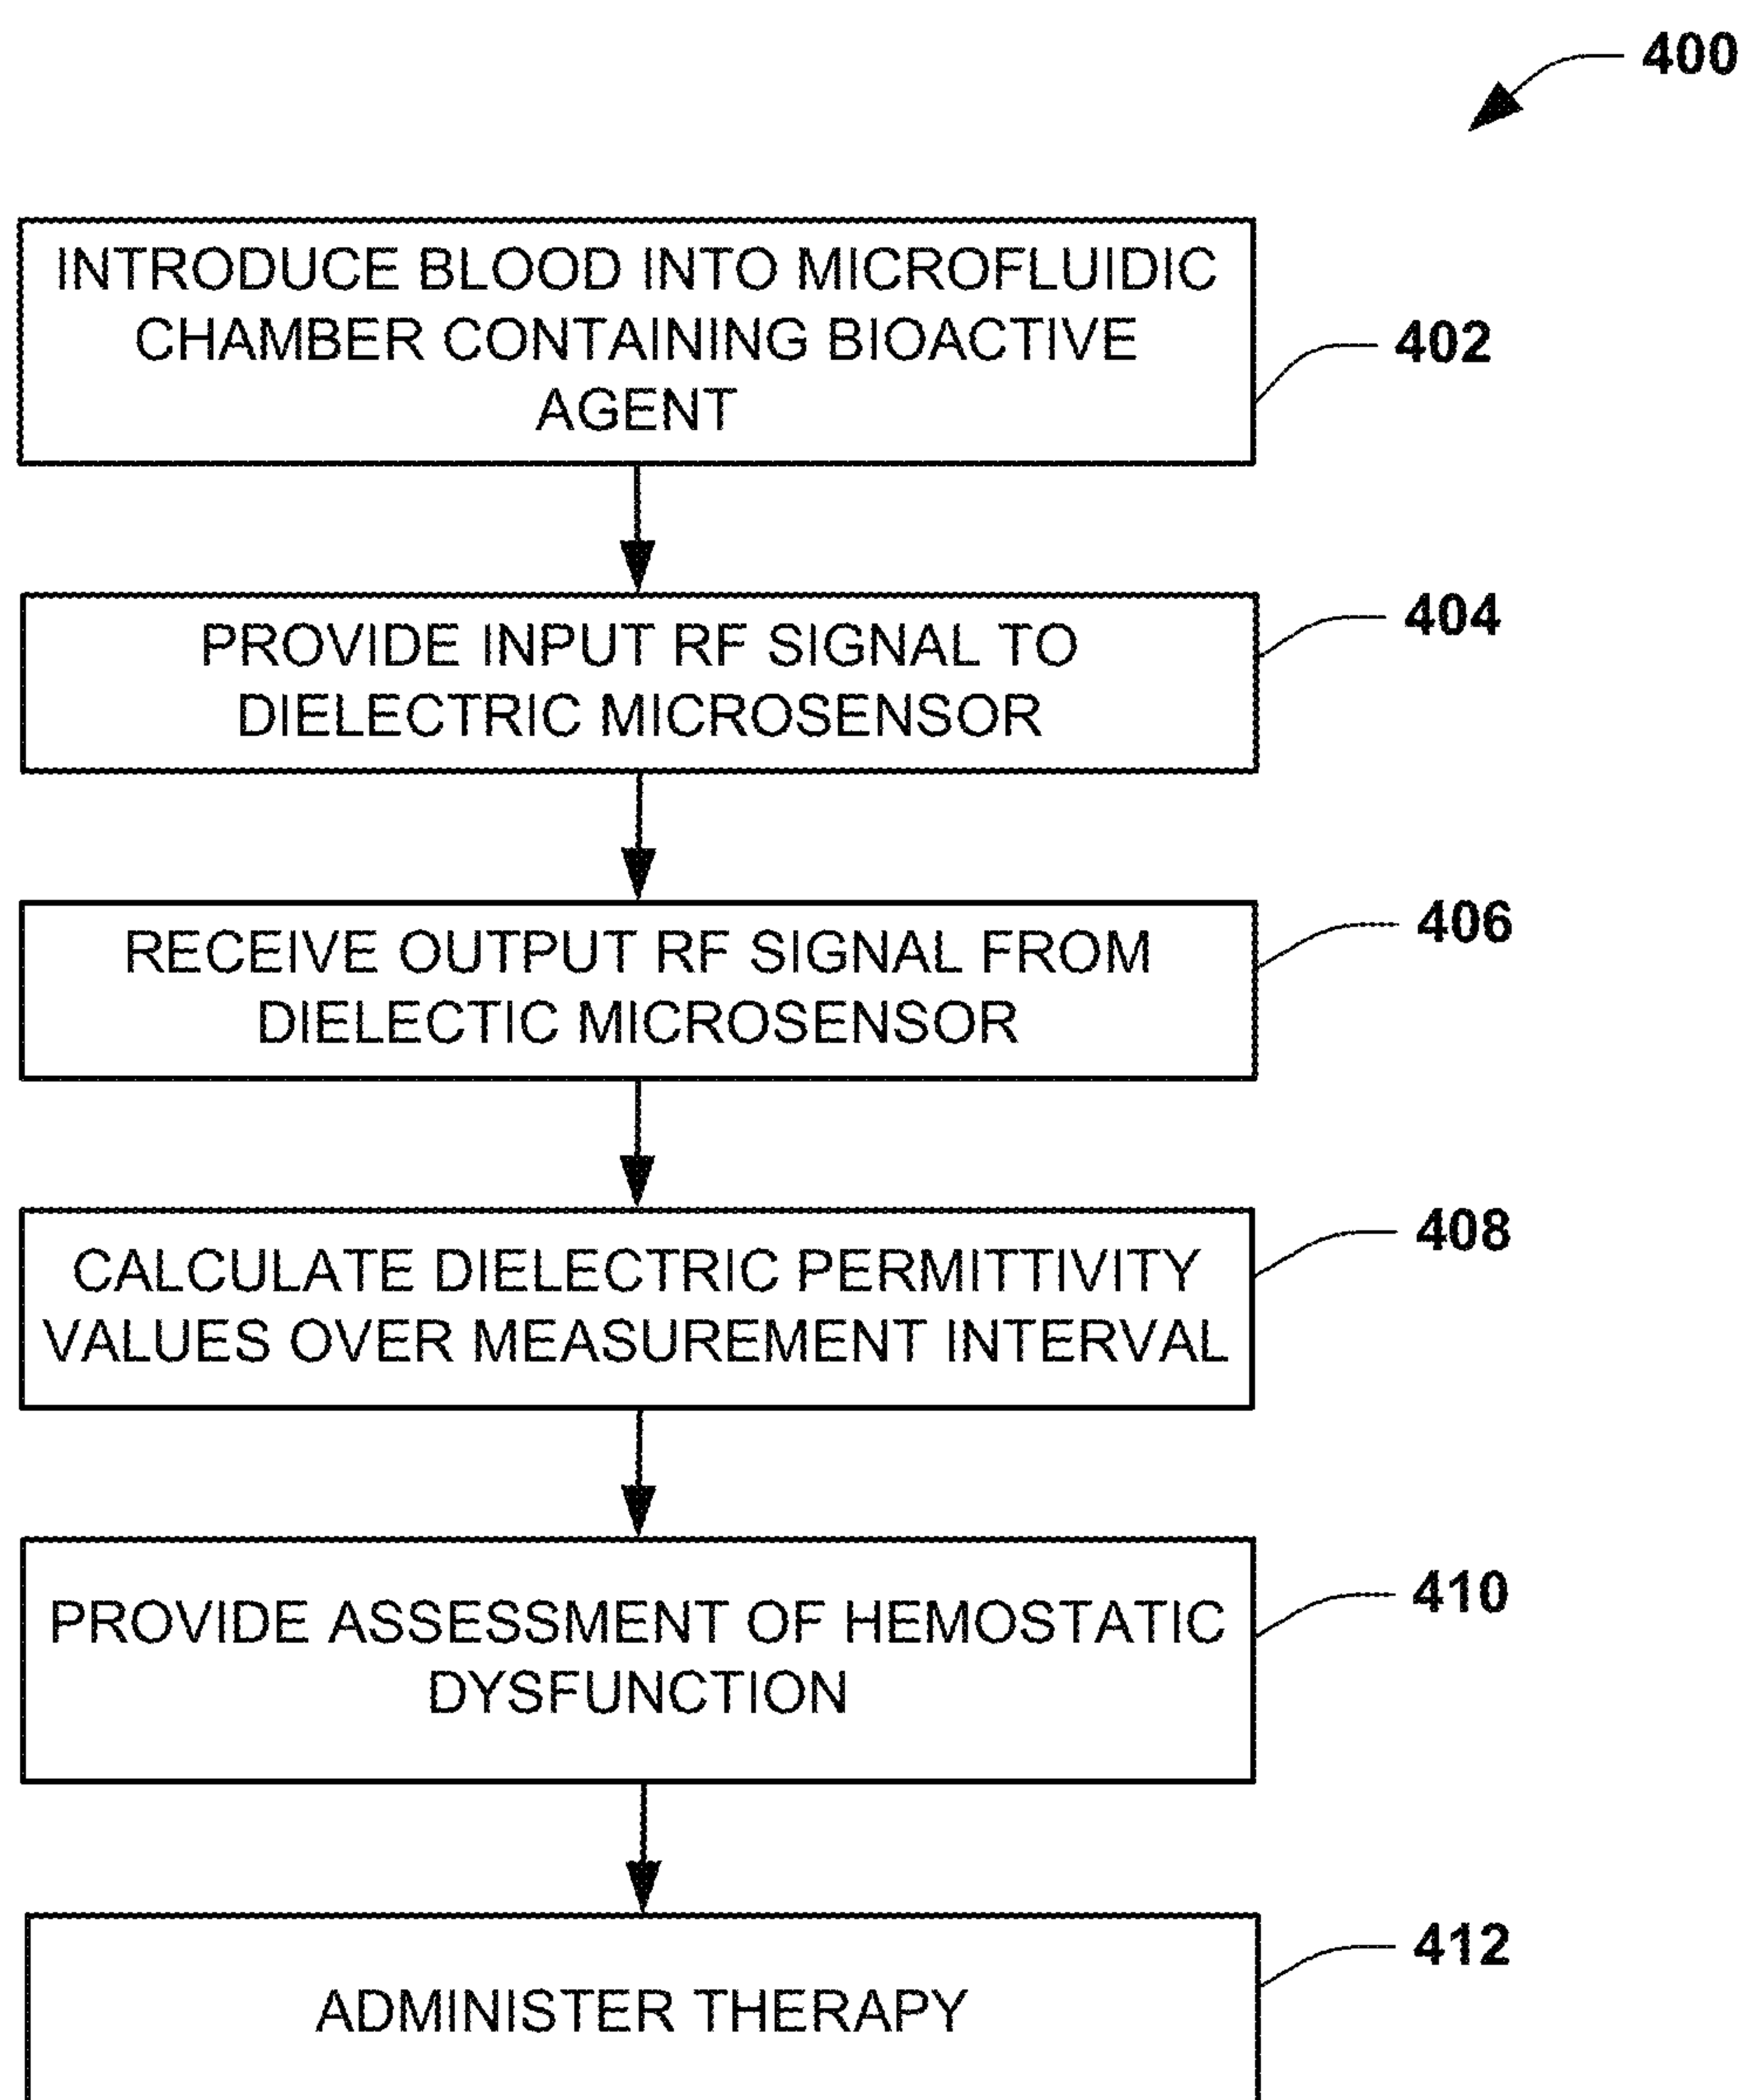 400
INTRODUCE BLOOD INTO MICROFLUIDIC
CHAMBER CONTAINING BIOACTIVE
AGENT
402
PROVIDE INPUT RF SIGNAL TO
DIELECTRIC MICROSENSOR
404
RECEIVE OUTPUT RF SIGNAL FROM
DIELECTIC MICROSENSOR
406
CALCULATE DIELECTRIC PERMITTIVITY
VALUES OVER MEASUREMENT INTERVAL
408
PROVIDE ASSESSMENT OF HEMOSTATIC
DYSFUNCTION
410
ADMINISTER THERAPY
412